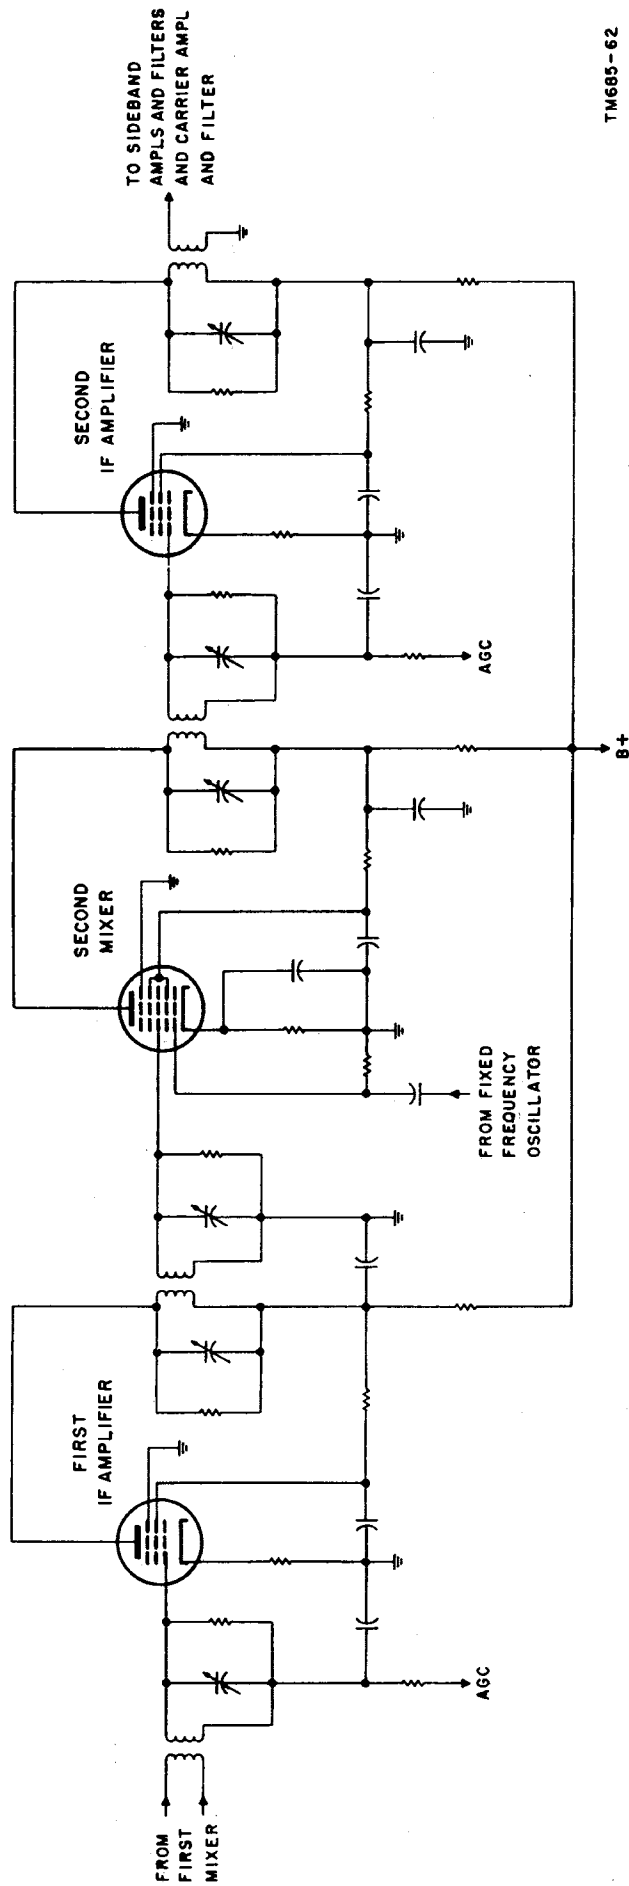 FROM
FIRST
MIXER
FIRST
IF AMPLIFIER
AGC
SECOND
MIXER
FROM FIXED
FREQUENCY
OSCILLATOR
B+
SECOND
IF AMPLIFIER
AGC
TO SIDEBAND
AMPLS AND FILTERS
AND CARRIER AMPL
AND FILTER
TM685-62